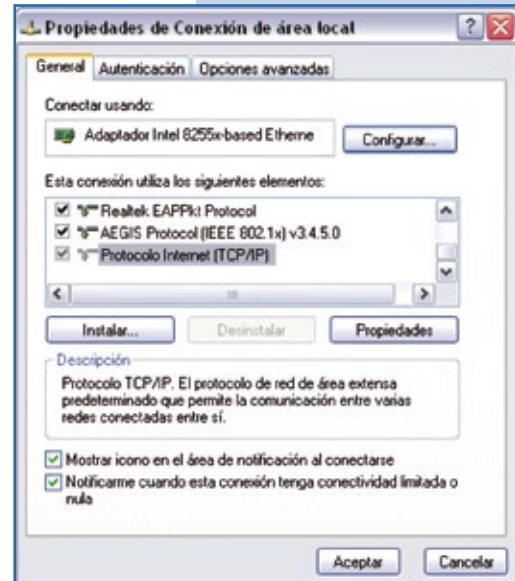 Propiedades de Conexión de área local
General Autenticación Opciones avanzadas
Conectar usando:
Adaptador Intel 8255x-based Etherne Configurar...
Esta conexión utiliza los siguientes elementos:
Realtek EAPPkt Protocol
AEGIS Protocol (IEEE 802.1x) v3.4.5.0
Protocolo Internet (TCP/IP)
Instalar... Desinstalar Propiedades
Descripción
Protocolo TCP/IP. El protocolo de red de área extensa
predeterminado que permite la comunicación entre varias
redes conectadas entre sí.
Mostrar icono en el área de notificación al conectarse
Notificarme cuando esta conexión tenga conectividad limitada o
nula
Aceptar Cancelar